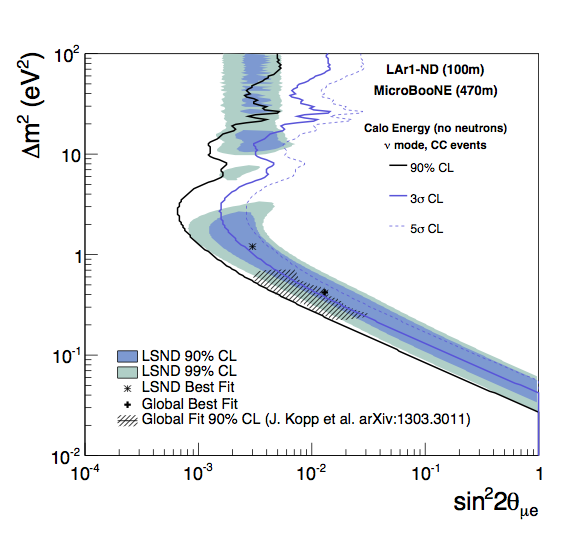 Δm² (eV²)
10²
10
1
10⁻¹
10⁻²
LAr1-ND (100m)
MicroBooNE (470m)
Calo Energy (no neutrons)
ν mode, CC events
90% CL
3σ CL
5σ CL
LSND 90% CL
LSND 99% CL
LSND Best Fit
Global Best Fit
Global Fit 90% CL (J. Kopp et al. arXiv:1303.3011)
10⁻⁴ 10⁻³ 10⁻² 10⁻¹ 1
sin²2θμe